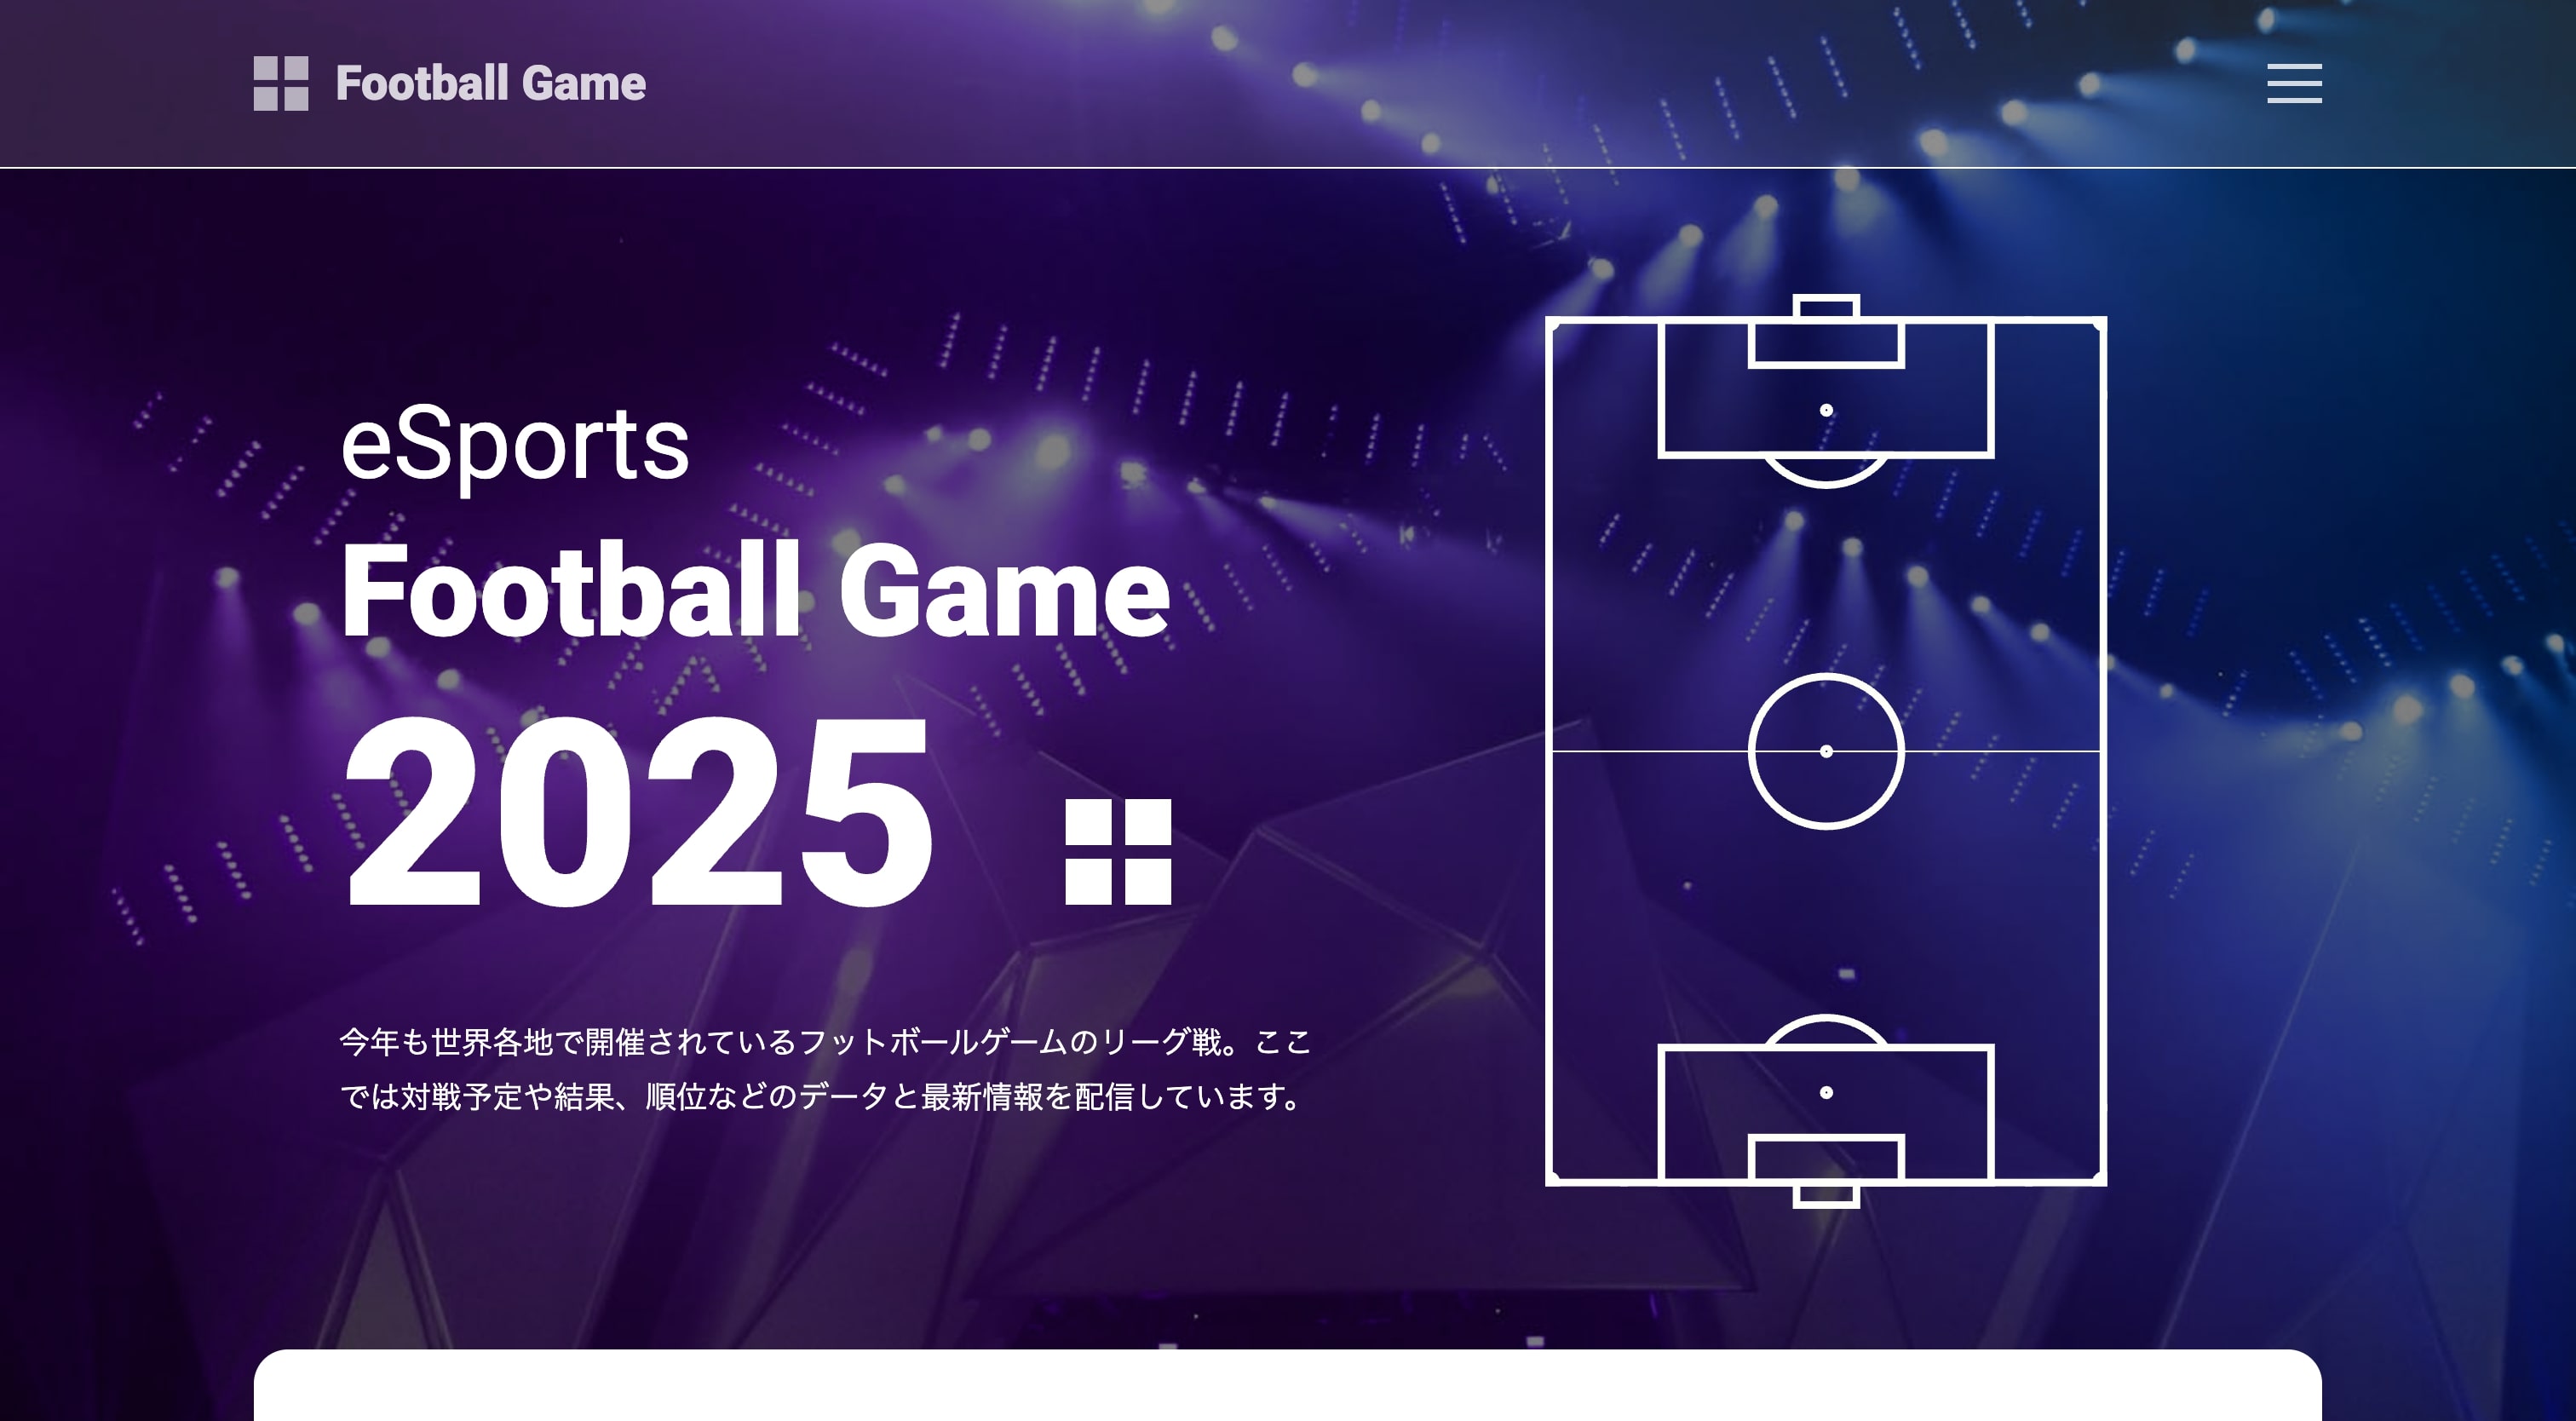 Football Game
eSports
Football Game
2025
今年も世界各地で開催されているフットボールゲームのリーグ戦。ここ
では対戦予定や結果、順位などのデータと最新情報を配信しています。